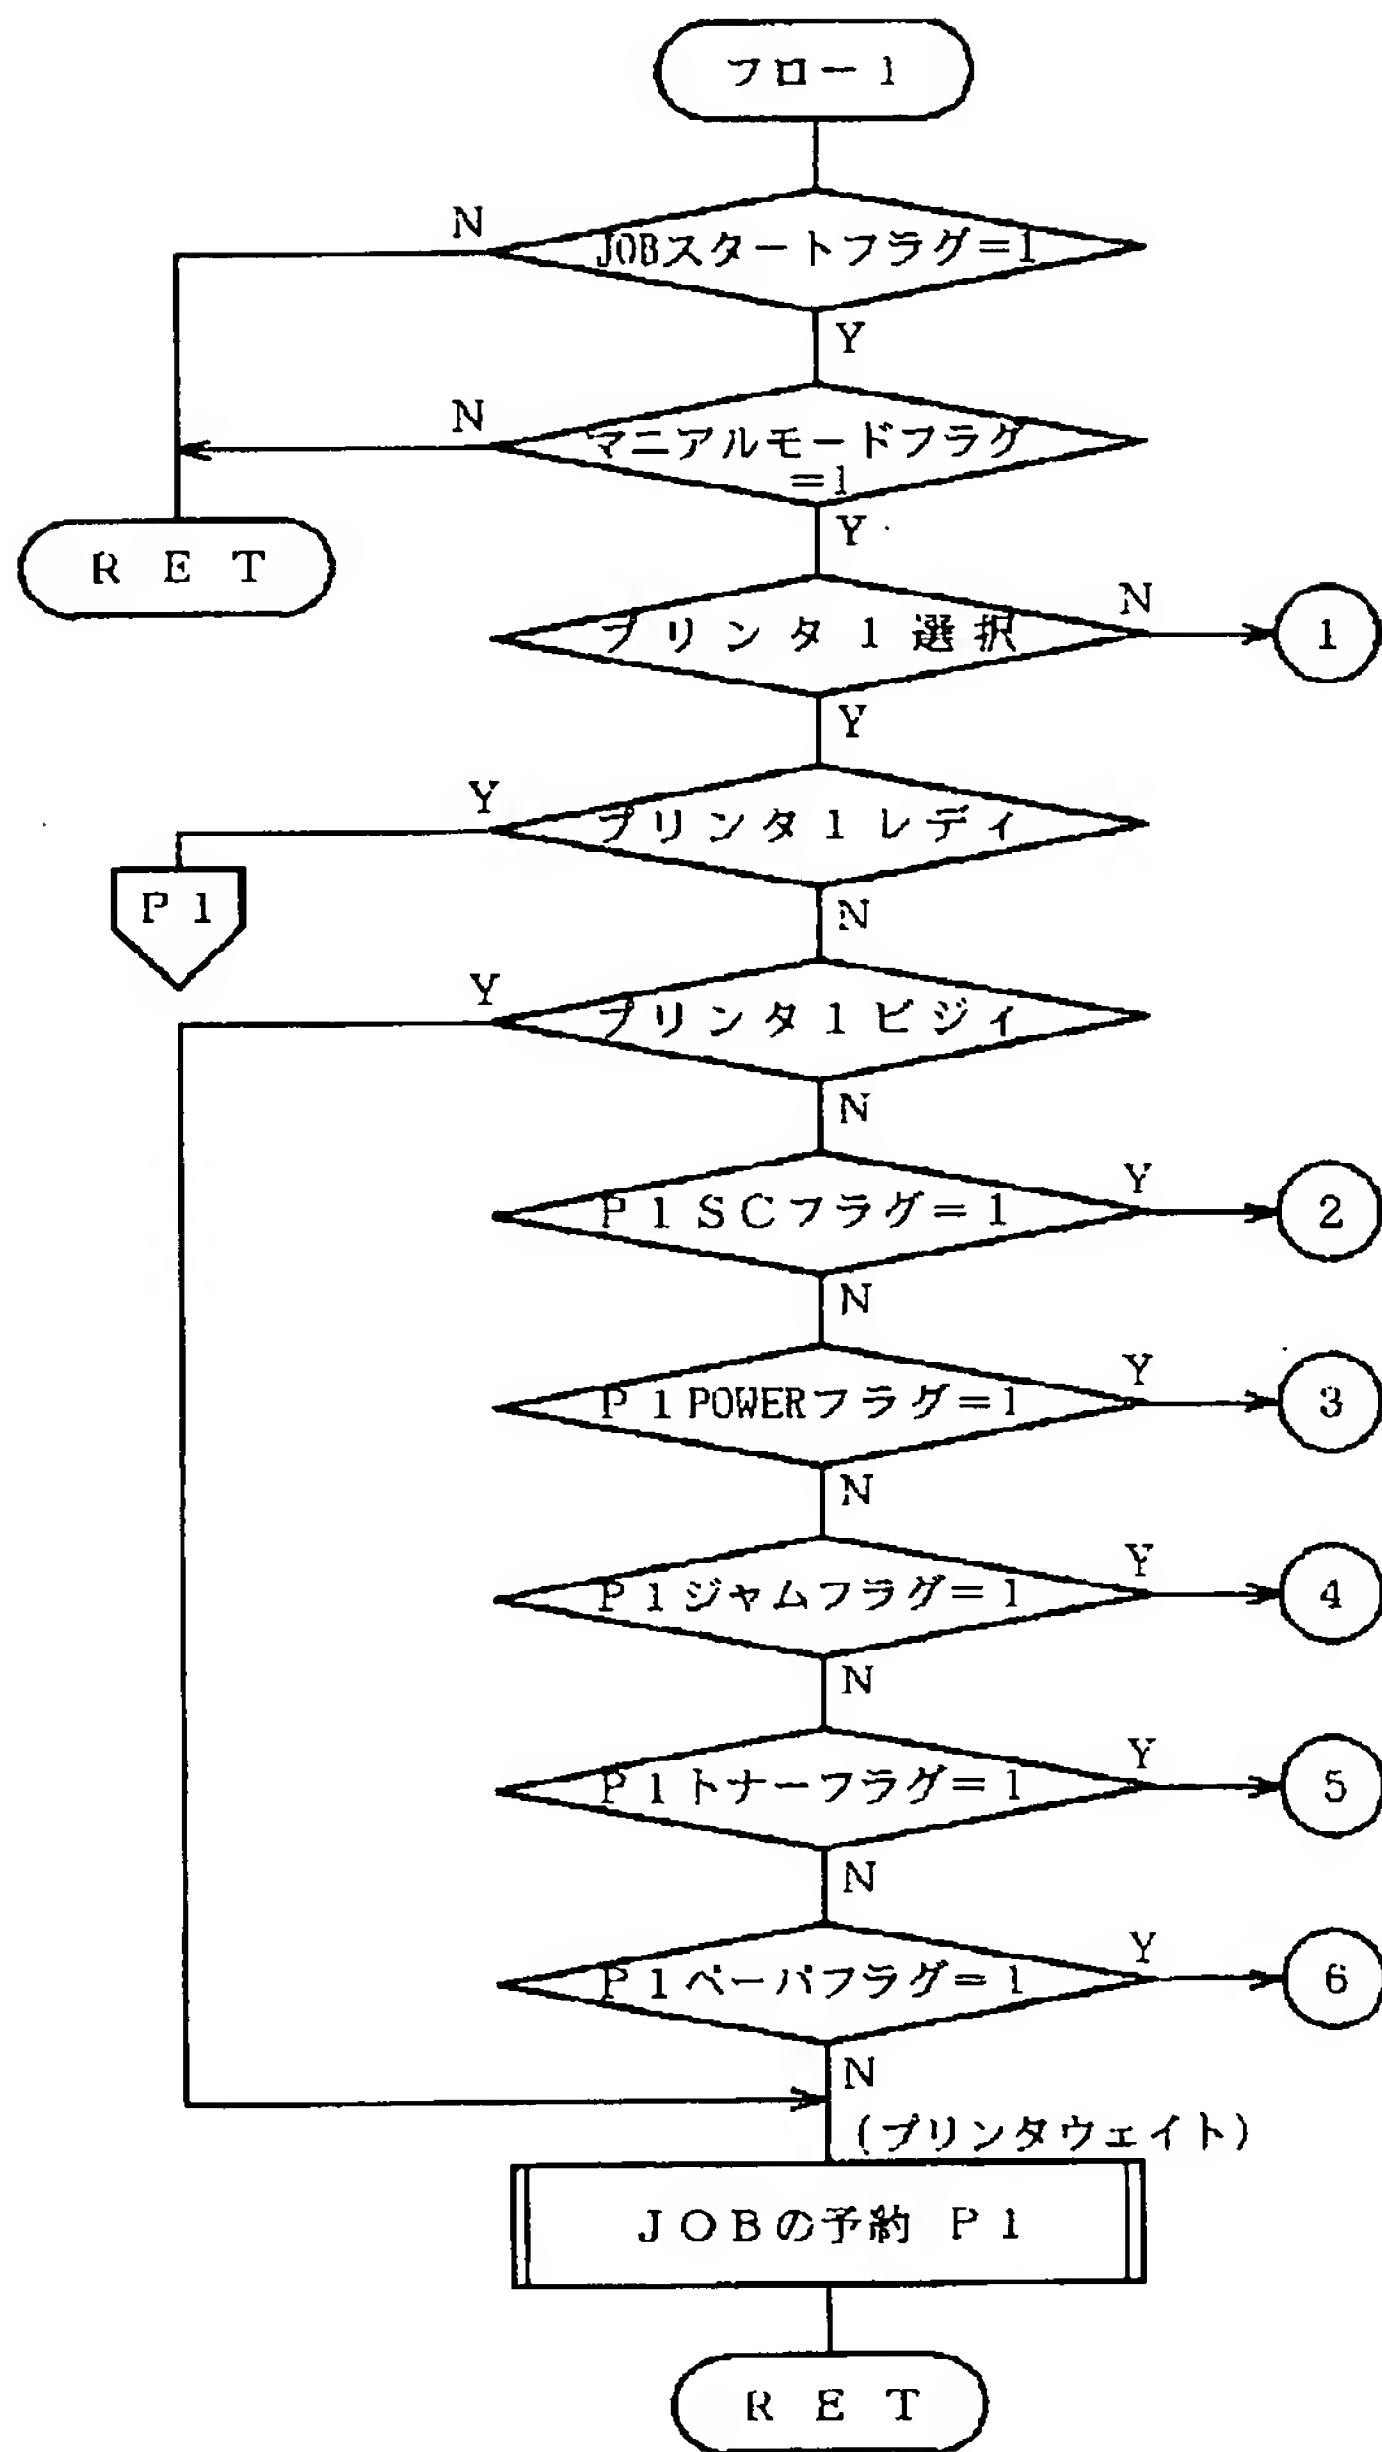 フロー1
N
JOBスタートフラグ=1
Y
N
マニアルモードフラグ
=1
Y
RET
プリンタ1選択
N
1
Y
Y
プリンタ1レディ
P1
N
Y
プリンタ1ビジィ
N
P1SCフラグ=1
Y
2
N
P1POWERフラグ=1
Y
3
N
P1ジャムフラグ=1
Y
4
N
P1トナーフラグ=1
Y
5
N
P1ペーパフラグ=1
Y
6
N
(プリンタウェイト)
JOBの予約 P1
RET